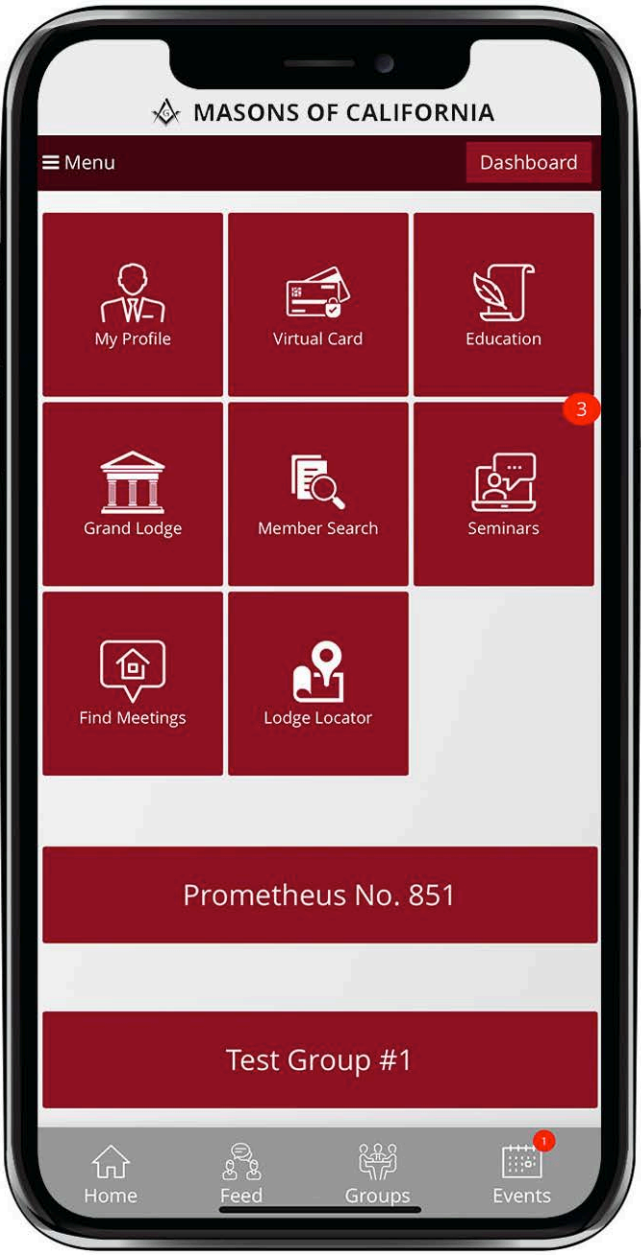 MASONS OF CALIFORNIA
Menu
Dashboard
My Profile
Virtual Card
Education
3
Grand Lodge
Member Search
Seminars
Find Meetings
Lodge Locator
Prometheus No. 851
Test Group #1
1
Home
Feed
Groups
Events